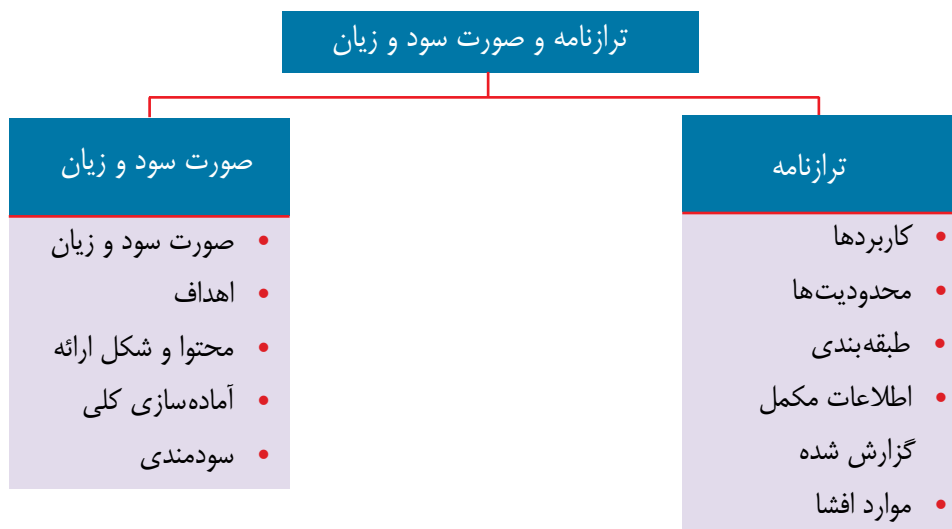 ترازنامه و صورت سود و زیان
ترازنامه
• کاربردها
• محدودیت‌ها
• طبقه‌بندی
• اطلاعات مکمل
گزارش شده
• موارد افشا
صورت سود و زیان
• صورت سود و زیان
• اهداف
• محتوا و شکل ارائه
• آماده‌سازی کلی
• سودمندی